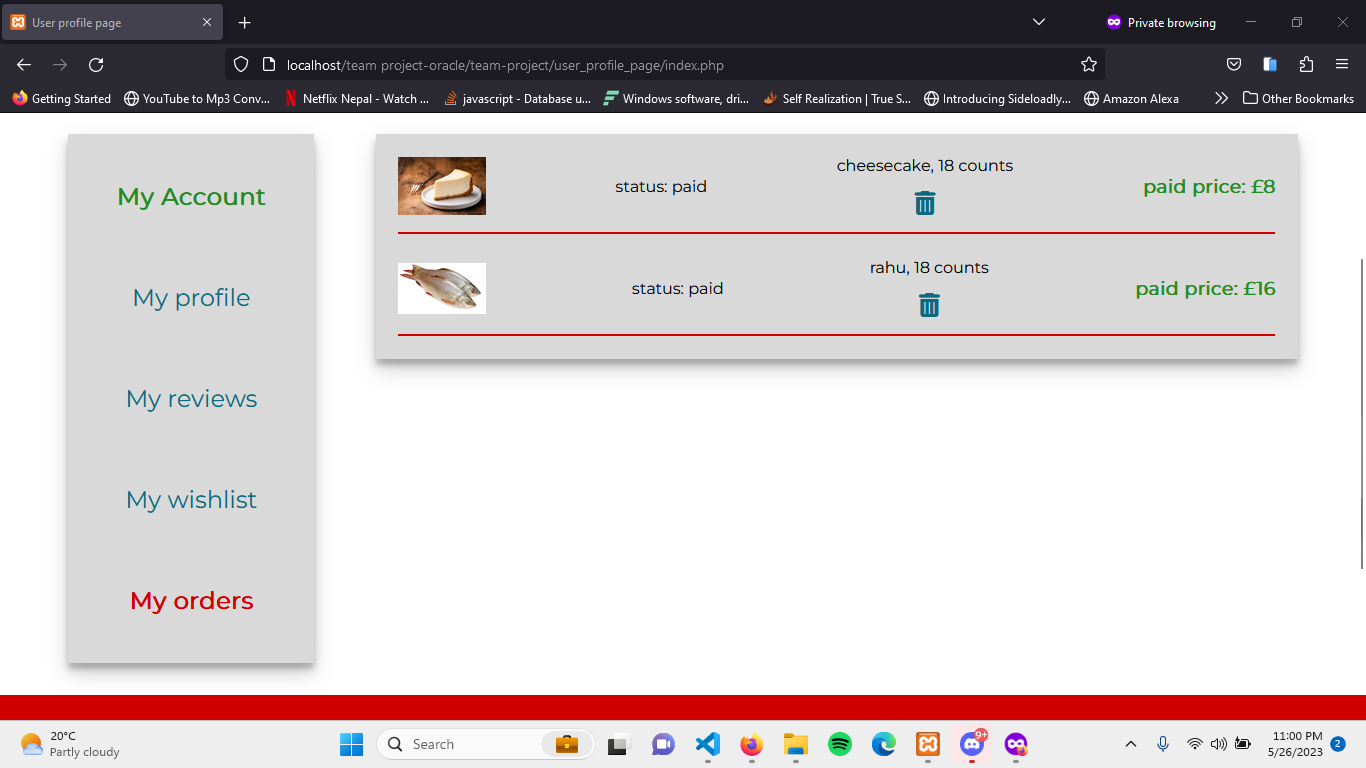 User profile page
Private browsing
localhost/team project-oracle/team-project/user_profile_page/index.php
Getting Started
YouTube to Mp3 Conv...
Netflix Nepal - Watch ...
javascript - Database u...
Windows software, dri...
Self Realization | True S...
Introducing Sideloadly...
Amazon Alexa
Other Bookmarks
My Account
My profile
My reviews
My wishlist
My orders
status: paid
cheesecake, 18 counts
paid price: £8
status: paid
rahu, 18 counts
paid price: £16
20°C
Partly cloudy
Search
9+
11:00 PM
5/26/2023
2